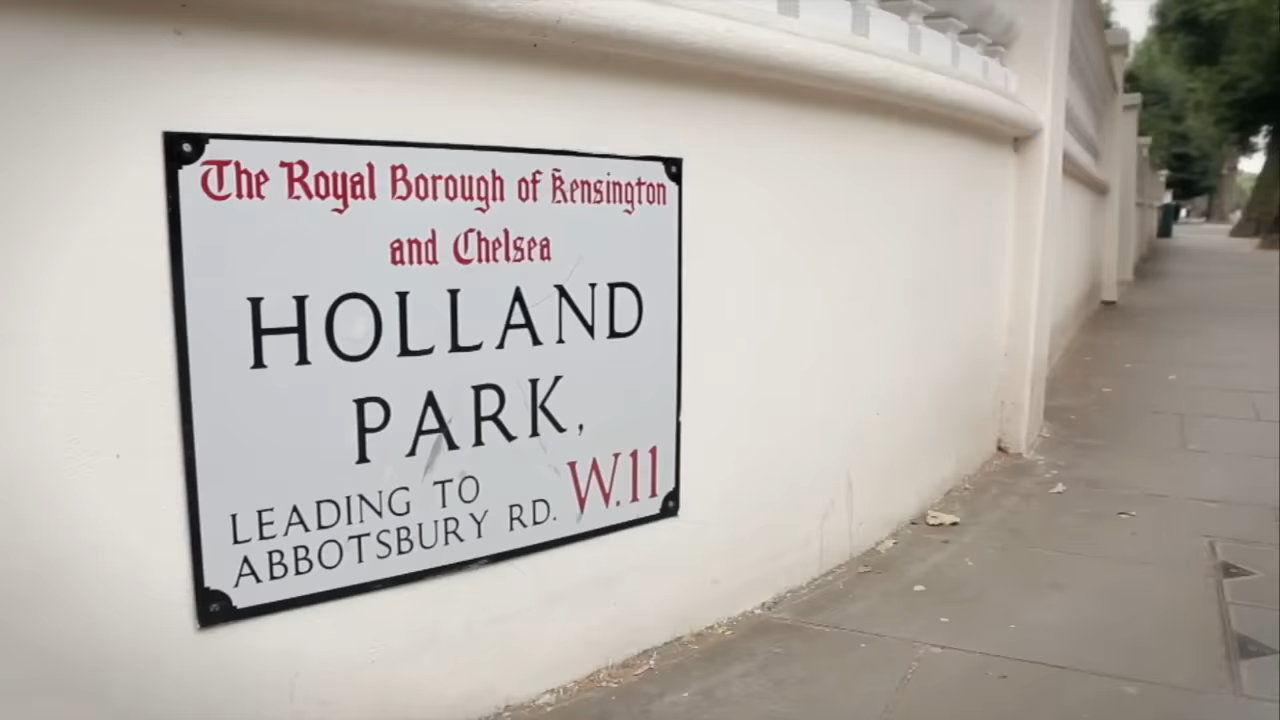 The Royal Borough of Kensington
and Chelsea
HOLLAND
PARK,
LEADING TO
ABBOTSBURY RD. W.11